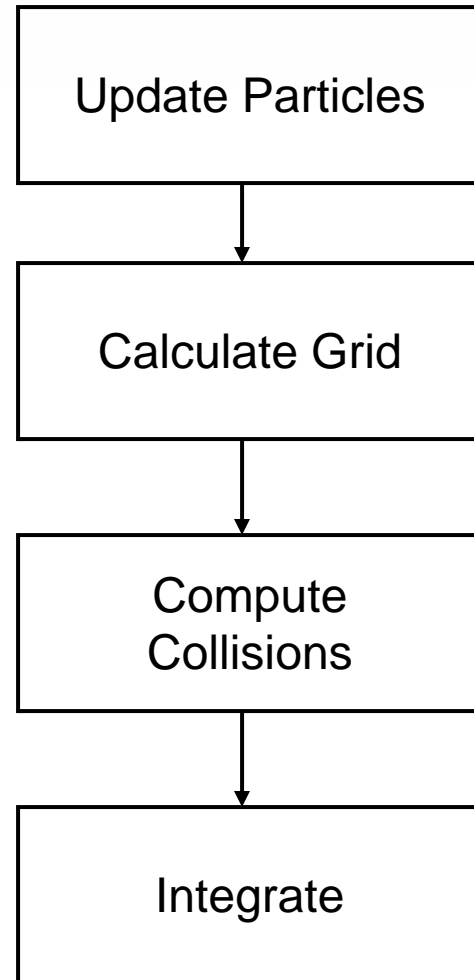 Update Particles
Calculate Grid
Compute
Collisions
Integrate